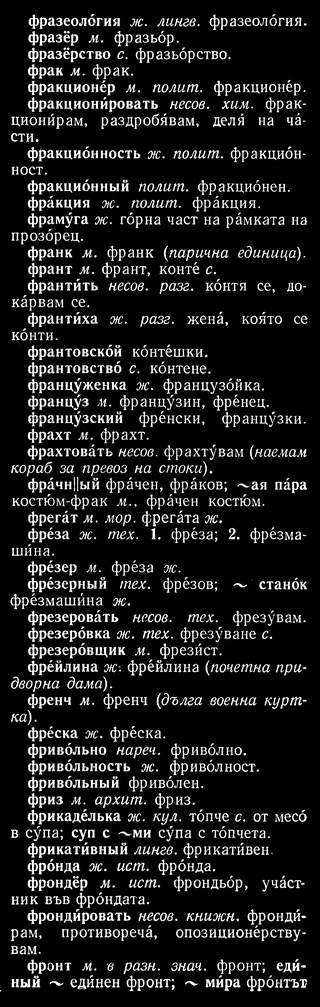 фразеоло́гия ж. лингв. фразеоло́гия.
фразёр м. фразьо́р.
фразёрство с. фразьо́рство.
фрак м. фрак.
фракционе́р м. полит. фракционе́р.
фракциони́ровать несов. хим. фрак-
циони́рам, раздробя́вам, деля́ на ча́-
сти.
фракцио́нность ж. полит. фракцио́н-
ност.
фракцио́нный полит. фракцио́нен.
фра́кция ж. полит. фра́кция.
фраму́га ж. го́рна част на ра́мката на
прозо́рец.
франк м. франк (парична единица).
франт м. франт, конте́ с.
франти́ть несов. разг. ко́нтя се, до-
ка́рвам се.
франти́ха ж. разг. жена́, коя́то се
ко́нти.
франтовско́й ко́нтешки.
франтовство́ с. ко́нтене.
францу́женка ж. французо́йка.
францу́з м. францу́зин, фре́нец.
францу́зский фре́нски, францу́зки.
фрахт м. фрахт.
фрахтова́ть несов. фрахту́вам (наемам
кораб за превоз на стоки).
фра́чн||ый фра́чен, фра́ков; ~ая па́ра
костю́м-фрак м., фра́чен костю́м.
фрега́т м. мор. фрега́та ж.
фре́за ж. тех. 1. фре́за; 2. фре́зма-
ши́на.
фре́зер м. фре́за ж.
фре́зерный тех. фре́зов; ~ стано́к
фре́змаши́на ж.
фрезерова́ть несов. тех. фрезу́вам.
фрезеро́вка ж. тех. фрезу́ване с.
фрезеро́вщик м. фрези́ст.
фре́йлина ж. фре́йлина (почетна при-
дворна дама).
френч м. френч (дълга военна курт-
ка).
фре́ска ж. фре́ска.
фриво́льно нареч. фриво́лно.
фриво́льность ж. фриво́лност.
фриво́льный фриво́лен.
фриз м. архит. фриз.
фрикаде́лька ж. кул. то́пче с. от месо́
в су́па; суп с ~ми су́па с то́пчета.
фрикати́вный лингв. фрикати́вен.
фро́нда ж. ист. фро́нда.
фрондёр м. ист. фрондьо́р, уча́ст-
ник във фро́ндата.
фронди́ровать несов. книжн. фронди́-
рам, противореча́, опозиционе́рству-
вам.
фронт м. в разн. знач. фронт; еди́-
ный ~ еди́нен фронт; ~ ми́ра фро́нтът